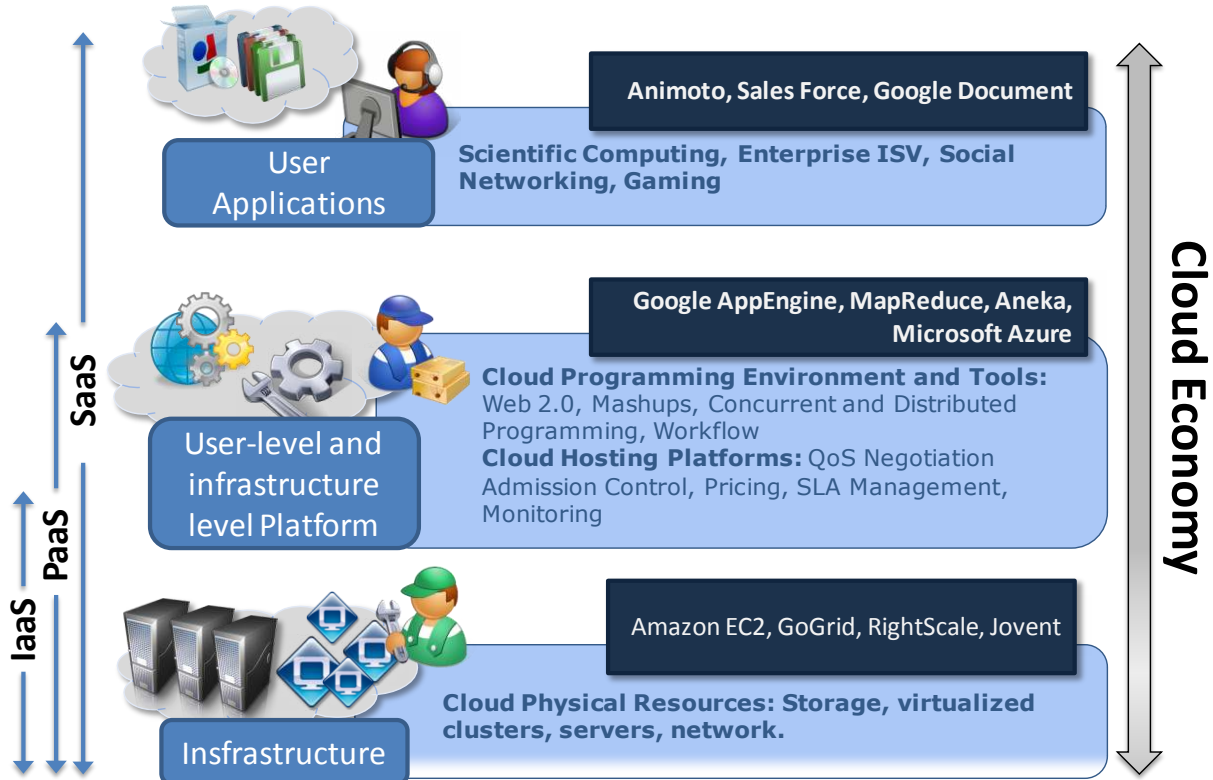 Animoto, Sales Force, Google Document
User
Applications
Scientific Computing, Enterprise ISV, Social
Networking, Gaming
Google AppEngine, MapReduce, Aneka,
Microsoft Azure
User-level and
infrastructure
level Platform
Cloud Programming Environment and Tools:
Web 2.0, Mashups, Concurrent and Distributed
Programming, Workflow
Cloud Hosting Platforms: QoS Negotiation
Admission Control, Pricing, SLA Management,
Monitoring
Amazon EC2, GoGrid, RightScale, Jovent
Insfrastructure
Cloud Physical Resources: Storage, virtualized
clusters, servers, network.
IaaS
PaaS
SaaS
Cloud Economy